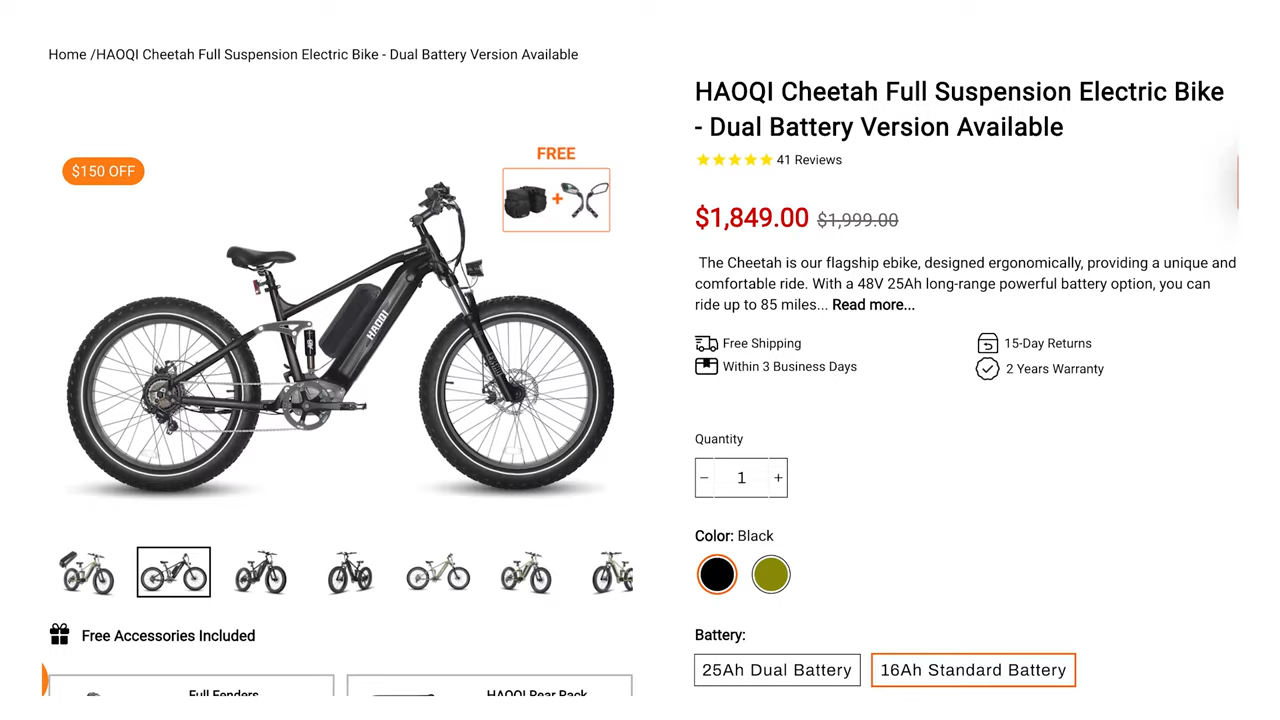 Home /HAOQI Cheetah Full Suspension Electric Bike - Dual Battery Version Available
$150 OFF
FREE
+
HAOQI
HAOQI Cheetah Full Suspension Electric Bike
- Dual Battery Version Available
41 Reviews
$1,849.00 $1,999.00
The Cheetah is our flagship ebike, designed ergonomically, providing a unique and
comfortable ride. With a 48V 25Ah long-range powerful battery option, you can
ride up to 85 miles... Read more...
Free Shipping
15-Day Returns
Within 3 Business Days
2 Years Warranty
Quantity
− 1 +
Color: Black
Battery:
25Ah Dual Battery
16Ah Standard Battery
Free Accessories Included
Full Fenders
HAOQI Rear Rack